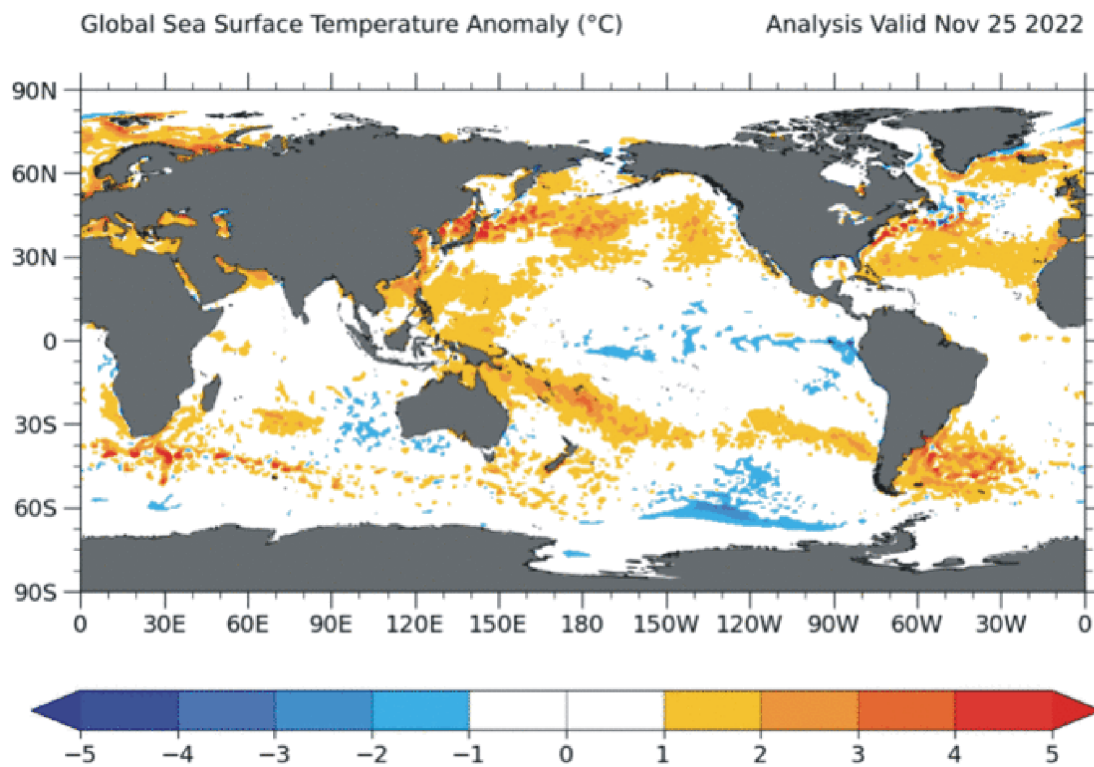 Global Sea Surface Temperature Anomaly (°C) Analysis Valid Nov 25 2022
90N
60N
30N
0
30S
60S
90S
0 30E 60E 90E 120E 150E 180 150W 120W 90W 60W 30W 0
−5 −4 −3 −2 −1 0 1 2 3 4 5